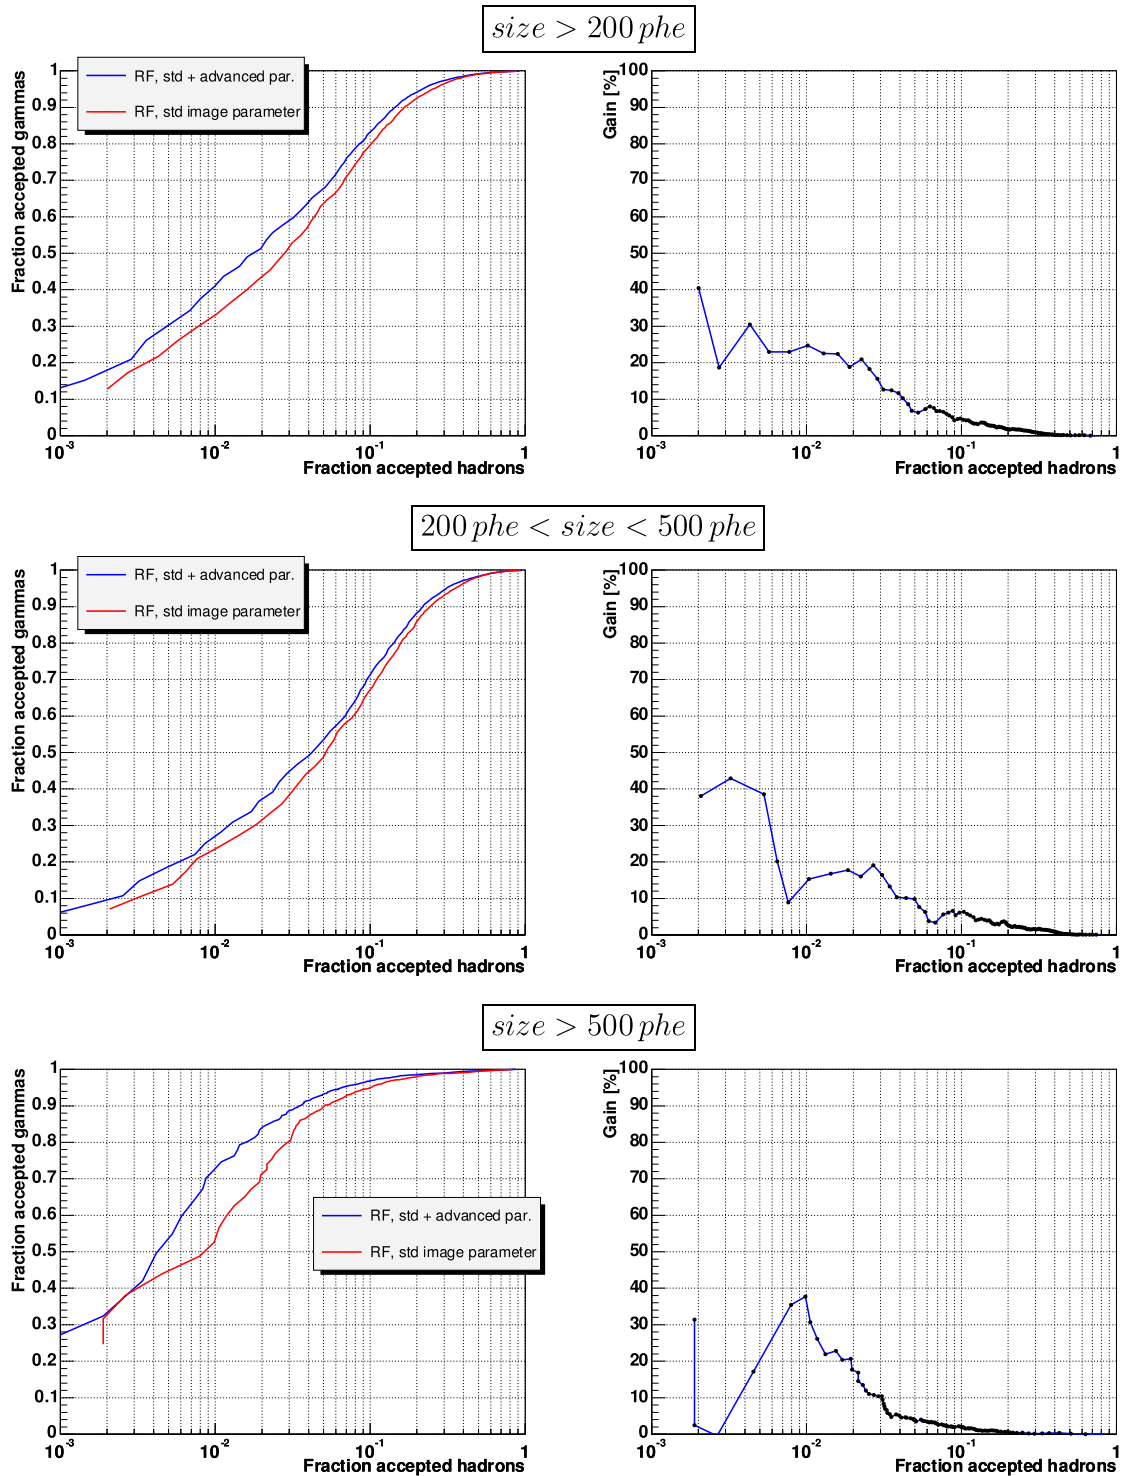 size > 200 phe
RF, std + advanced par.
RF, std image parameter
Fraction accepted gammas
1
0.9
0.8
0.7
0.6
0.5
0.4
0.3
0.2
0.1
0
10-3 10-2 10-1 1
Fraction accepted hadrons
Gain [%]
100
90
80
70
60
50
40
30
20
10
0
10-3 10-2 10-1 1
Fraction accepted hadrons
200 phe < size < 500 phe
RF, std + advanced par.
RF, std image parameter
Fraction accepted gammas
1
0.9
0.8
0.7
0.6
0.5
0.4
0.3
0.2
0.1
0
10-3 10-2 10-1 1
Fraction accepted hadrons
Gain [%]
100
90
80
70
60
50
40
30
20
10
0
10-3 10-2 10-1 1
Fraction accepted hadrons
size > 500 phe
Fraction accepted gammas
1
0.9
0.8
0.7
0.6
0.5
0.4
0.3
0.2
0.1
0
RF, std + advanced par.
RF, std image parameter
10-3 10-2 10-1 1
Fraction accepted hadrons
Gain [%]
100
90
80
70
60
50
40
30
20
10
0
10-3 10-2 10-1 1
Fraction accepted hadrons